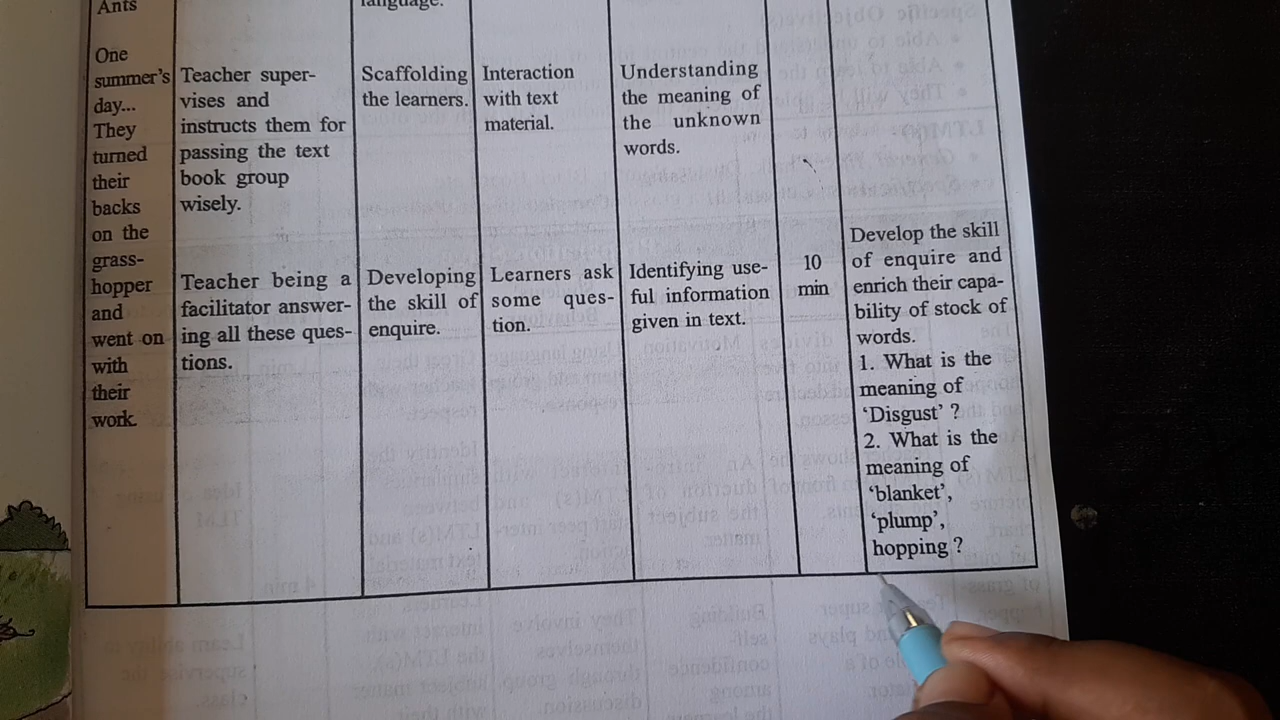 Ants
language.
One
summer's
day...
They
turned
their
backs
on the
grass-
hopper
and
went on
with
their
work.
Teacher super-
vises and
instructs them for
passing the text
book group
wisely.
Scaffolding
the learners.
Interaction
with text
material.
Understanding
the meaning of
the unknown
words.
Teacher being a
facilitator answer-
ing all these ques-
tions.
Developing
the skill of
enquire.
Learners ask
some ques-
tion.
Identifying use-
ful information
given in text.
10
min
Develop the skill
of enquire and
enrich their capa-
bility of stock of
words.
1. What is the
meaning of
'Disgust' ?
2. What is the
meaning of
'blanket',
'plump',
hopping ?